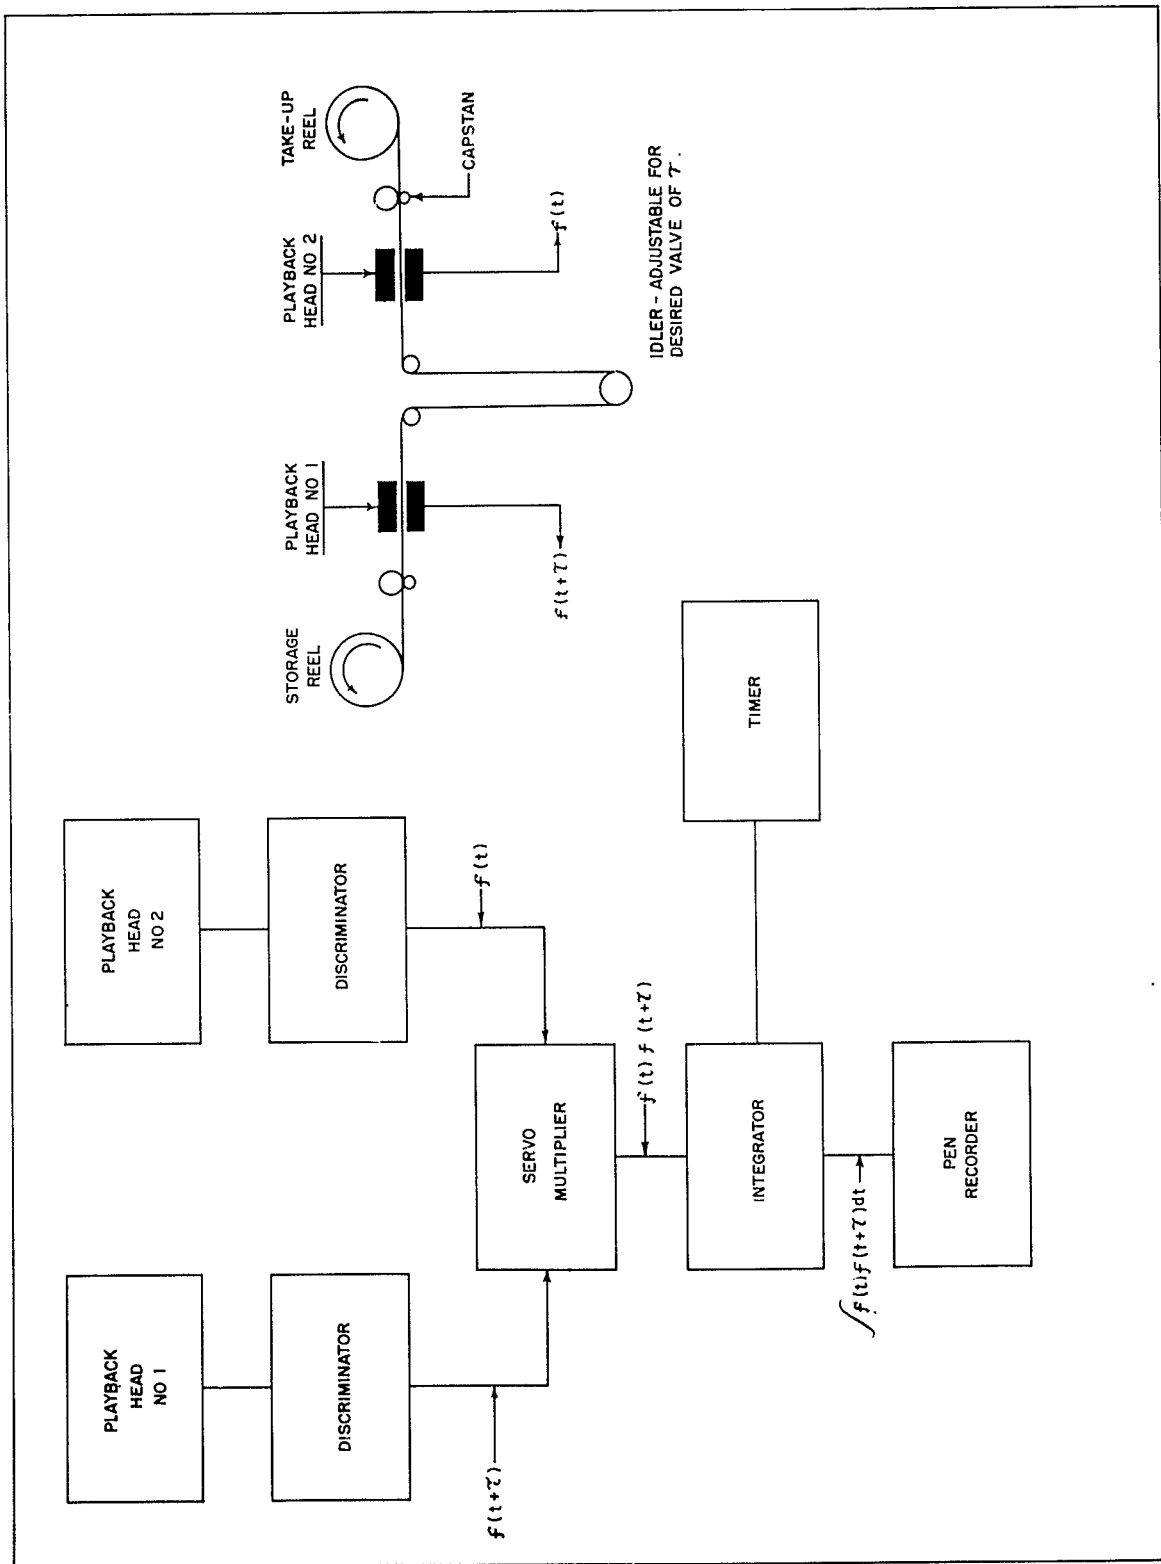 PLAYBACK
HEAD
NO 1
PLAYBACK
HEAD
NO 2
DISCRIMINATOR
DISCRIMINATOR
f(t+τ)
f(t)
SERVO
MULTIPLIER
f(t) f (t+τ)
INTEGRATOR
TIMER
∫f(t)f(t+τ)dt
PEN
RECORDER
STORAGE
REEL
PLAYBACK
HEAD NO 1
PLAYBACK
HEAD NO 2
TAKE-UP
REEL
CAPSTAN
f(t+τ)
f(t)
IDLER - ADJUSTABLE FOR
DESIRED VALVE OF τ.